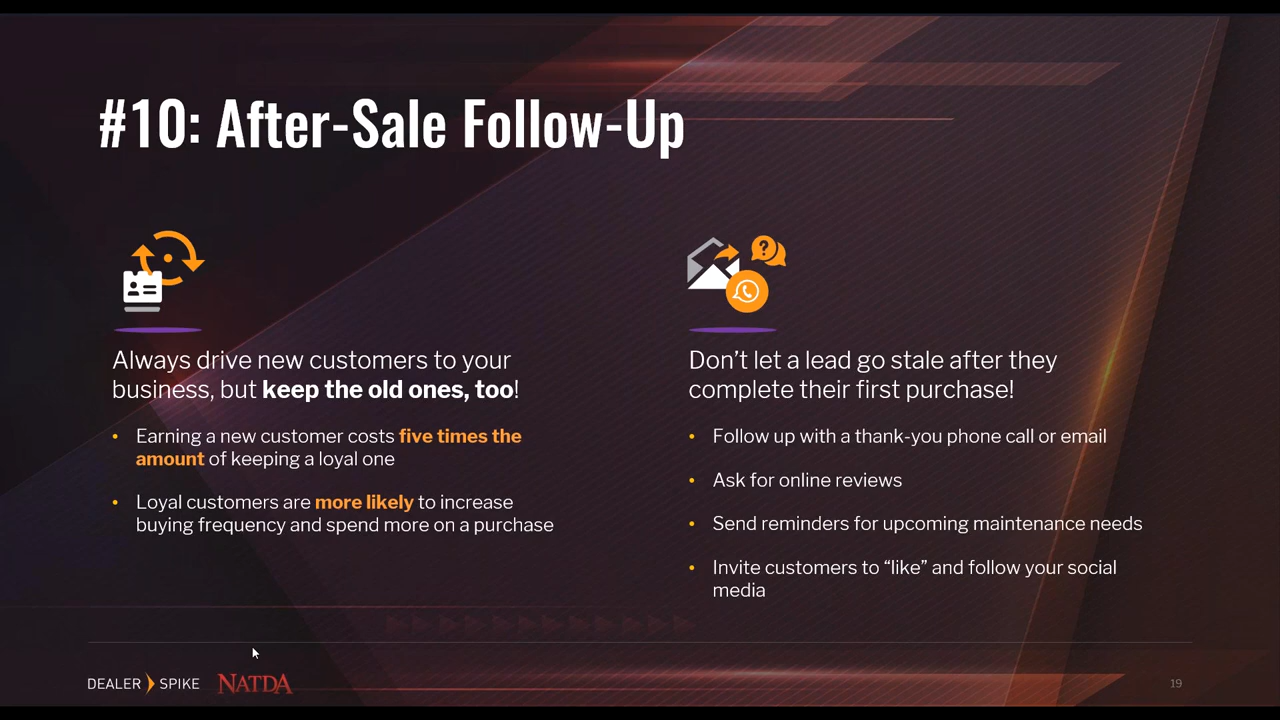 #10: After-Sale Follow-Up
Always drive new customers to your
business, but keep the old ones, too!
• Earning a new customer costs five times the
amount of keeping a loyal one
• Loyal customers are more likely to increase
buying frequency and spend more on a purchase
Don’t let a lead go stale after they
complete their first purchase!
• Follow up with a thank-you phone call or email
• Ask for online reviews
• Send reminders for upcoming maintenance needs
• Invite customers to “like” and follow your social
media
DEALER SPIKE NATDA
19